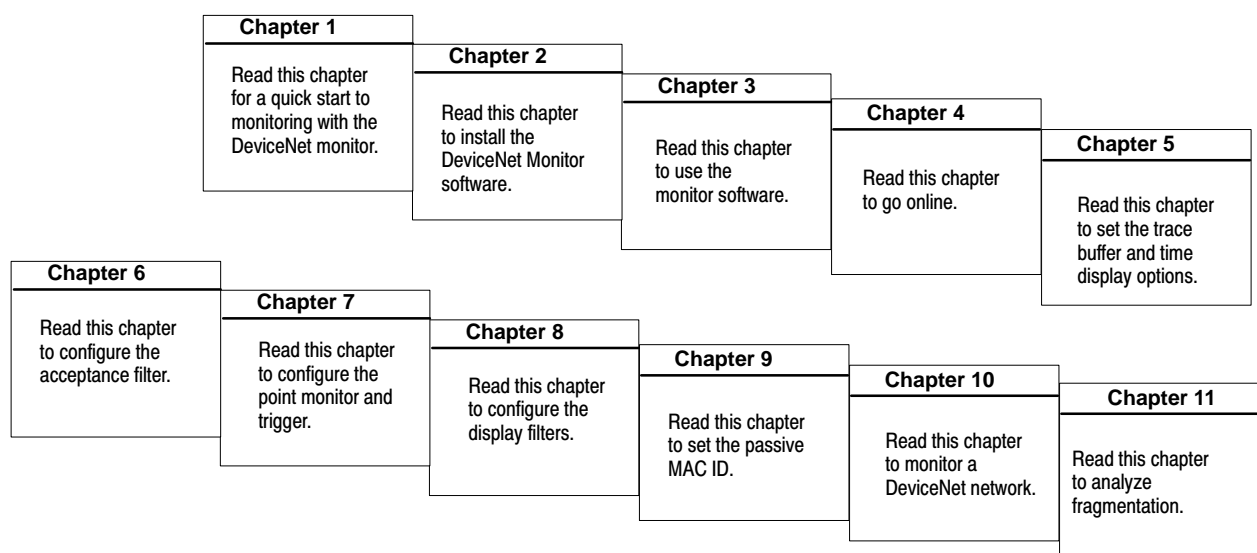 Chapter 1
Read this chapter
for a quick start to
monitoring with the
DeviceNet monitor.
Chapter 2
Read this chapter
to install the
DeviceNet Monitor
software.
Chapter 3
Read this chapter
to use the
monitor software.
Chapter 4
Read this chapter
to go online.
Chapter 5
Read this chapter
to set the trace
buffer and time
display options.
Chapter 6
Read this chapter
to configure the
acceptance filter.
Chapter 7
Read this chapter
to configure the
point monitor and
trigger.
Chapter 8
Read this chapter
to configure the
display filters.
Chapter 9
Read this chapter
to set the passive
MAC ID.
Chapter 10
Read this chapter
to monitor a
DeviceNet network.
Chapter 11
Read this chapter
to analyze
fragmentation.